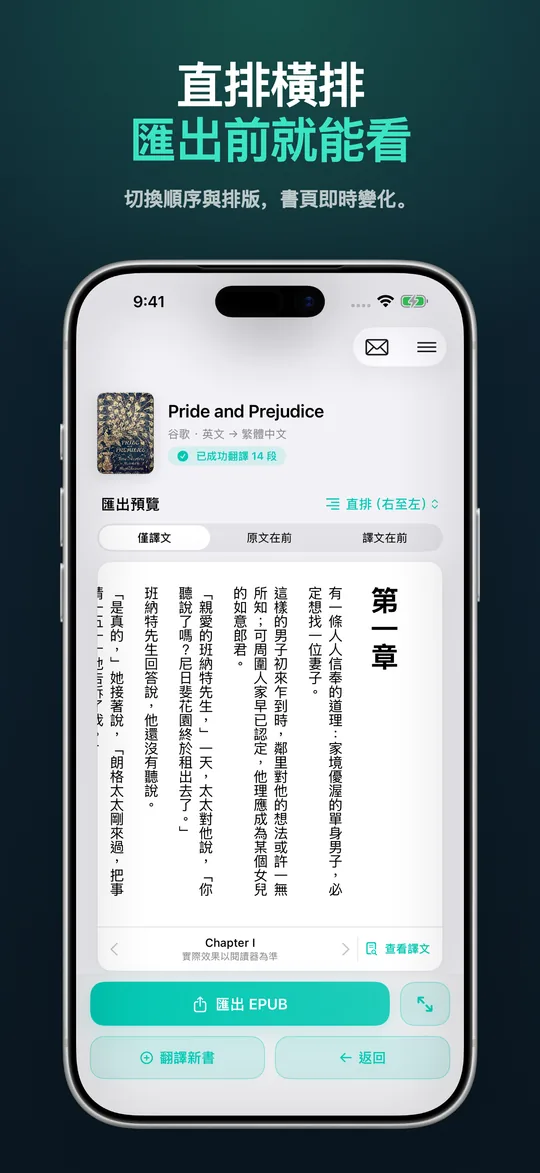 直排橫排
匯出前就能看
切換順序與排版，書頁即時變化。
9:41
Pride and Prejudice
谷歌 · 英文 → 繁體中文
已成功翻譯 14 段
匯出預覽
直排 (右至左)
僅譯文
原文在前
譯文在前
第一章
有一條人人信奉的道理：家境優渥的單身男子，必
定想找一位妻子。
這樣的男子初來乍到時，鄰里對他的想法或許一無
所知；可周圍人家早已認定，他理應成為某個女兒
的如意郎君。
「親愛的班納特先生，」一天，太太對他說，「你
聽說了嗎？尼日斐花園終於租出去了。」
班納特先生回答說，他還沒有聽說。
「是真的，」她接著說，「朗格太太剛來過，把事
Chapter I
實際效果以閱讀器為準
查看譯文
匯出 EPUB
翻譯新書
返回